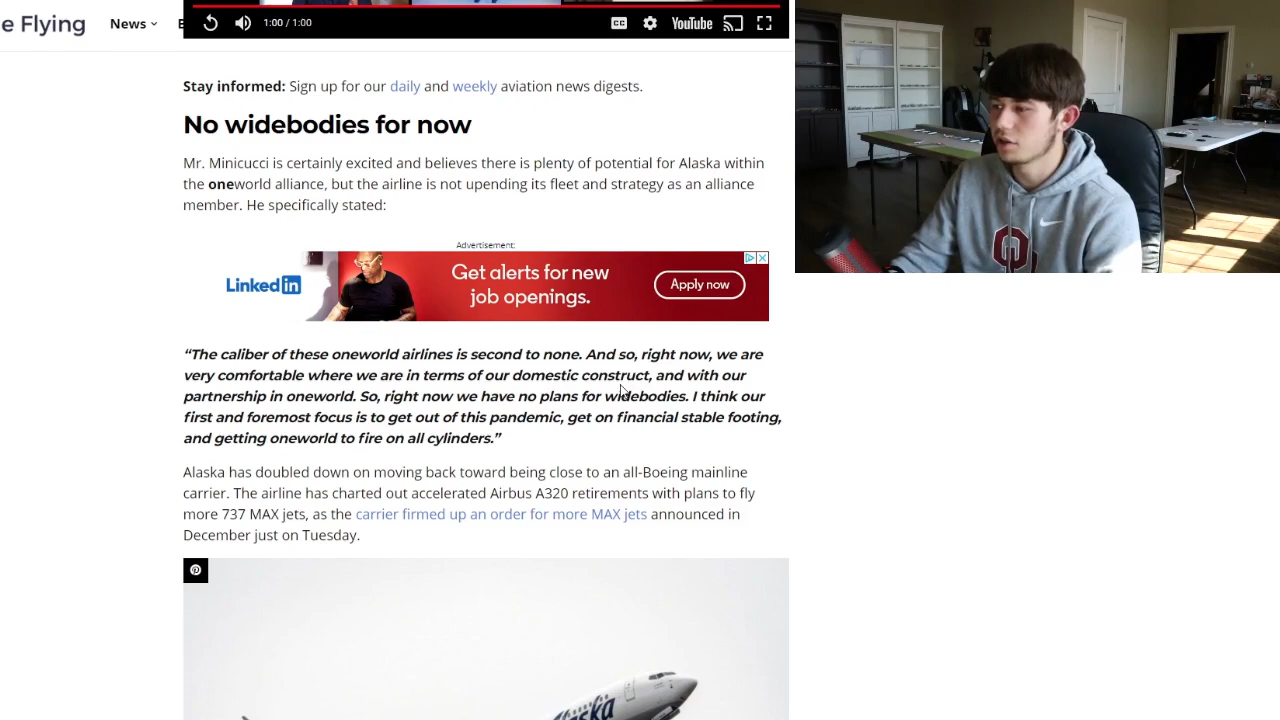 e Flying
News
E
1:00 / 1:00
CC
YouTube
Stay informed: Sign up for our daily and weekly aviation news digests.
No widebodies for now
Mr. Minicucci is certainly excited and believes there is plenty of potential for Alaska within
the oneworld alliance, but the airline is not upending its fleet and strategy as an alliance
member. He specifically stated:
Advertisement:
LinkedIn
Get alerts for new
job openings.
Apply now
“The caliber of these oneworld airlines is second to none. And so, right now, we are
very comfortable where we are in terms of our domestic construct, and with our
partnership in oneworld. So, right now we have no plans for widebodies. I think our
first and foremost focus is to get out of this pandemic, get on financial stable footing,
and getting oneworld to fire on all cylinders.”
Alaska has doubled down on moving back toward being close to an all-Boeing mainline
carrier. The airline has charted out accelerated Airbus A320 retirements with plans to fly
more 737 MAX jets, as the carrier firmed up an order for more MAX jets announced in
December just on Tuesday.
Alaska